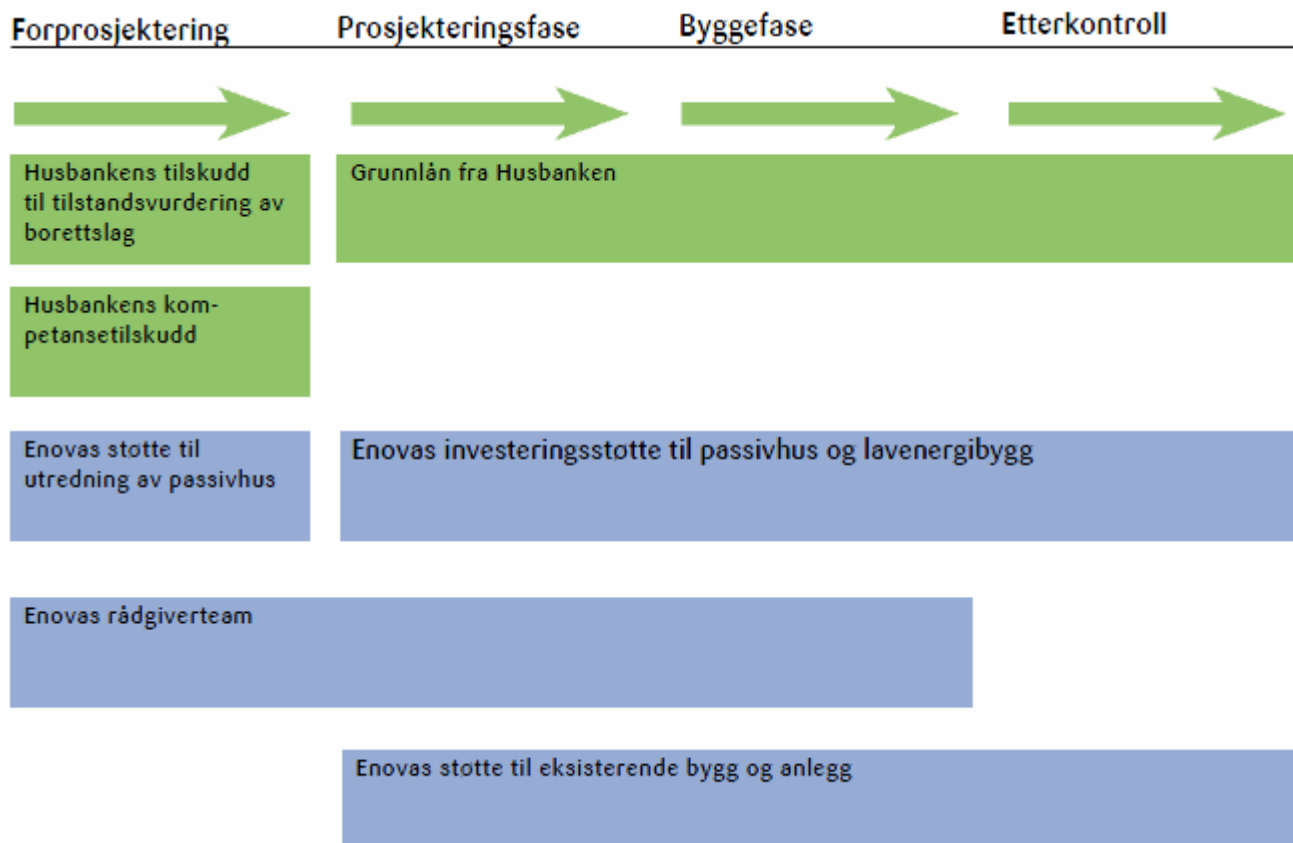 Forprosjektering
Prosjekteringsfase
Byggefase
Etterkontroll
Husbankens tilskudd
til tilstandsvurdering av
borettslag
Grunnlån fra Husbanken
Husbankens kom-
petansetilskudd
Enovas støtte til
utredning av passivhus
Enovas investeringsstøtte til passivhus og lavenergibygg
Enovas rådgiverteam
Enovas støtte til eksisterende bygg og anlegg